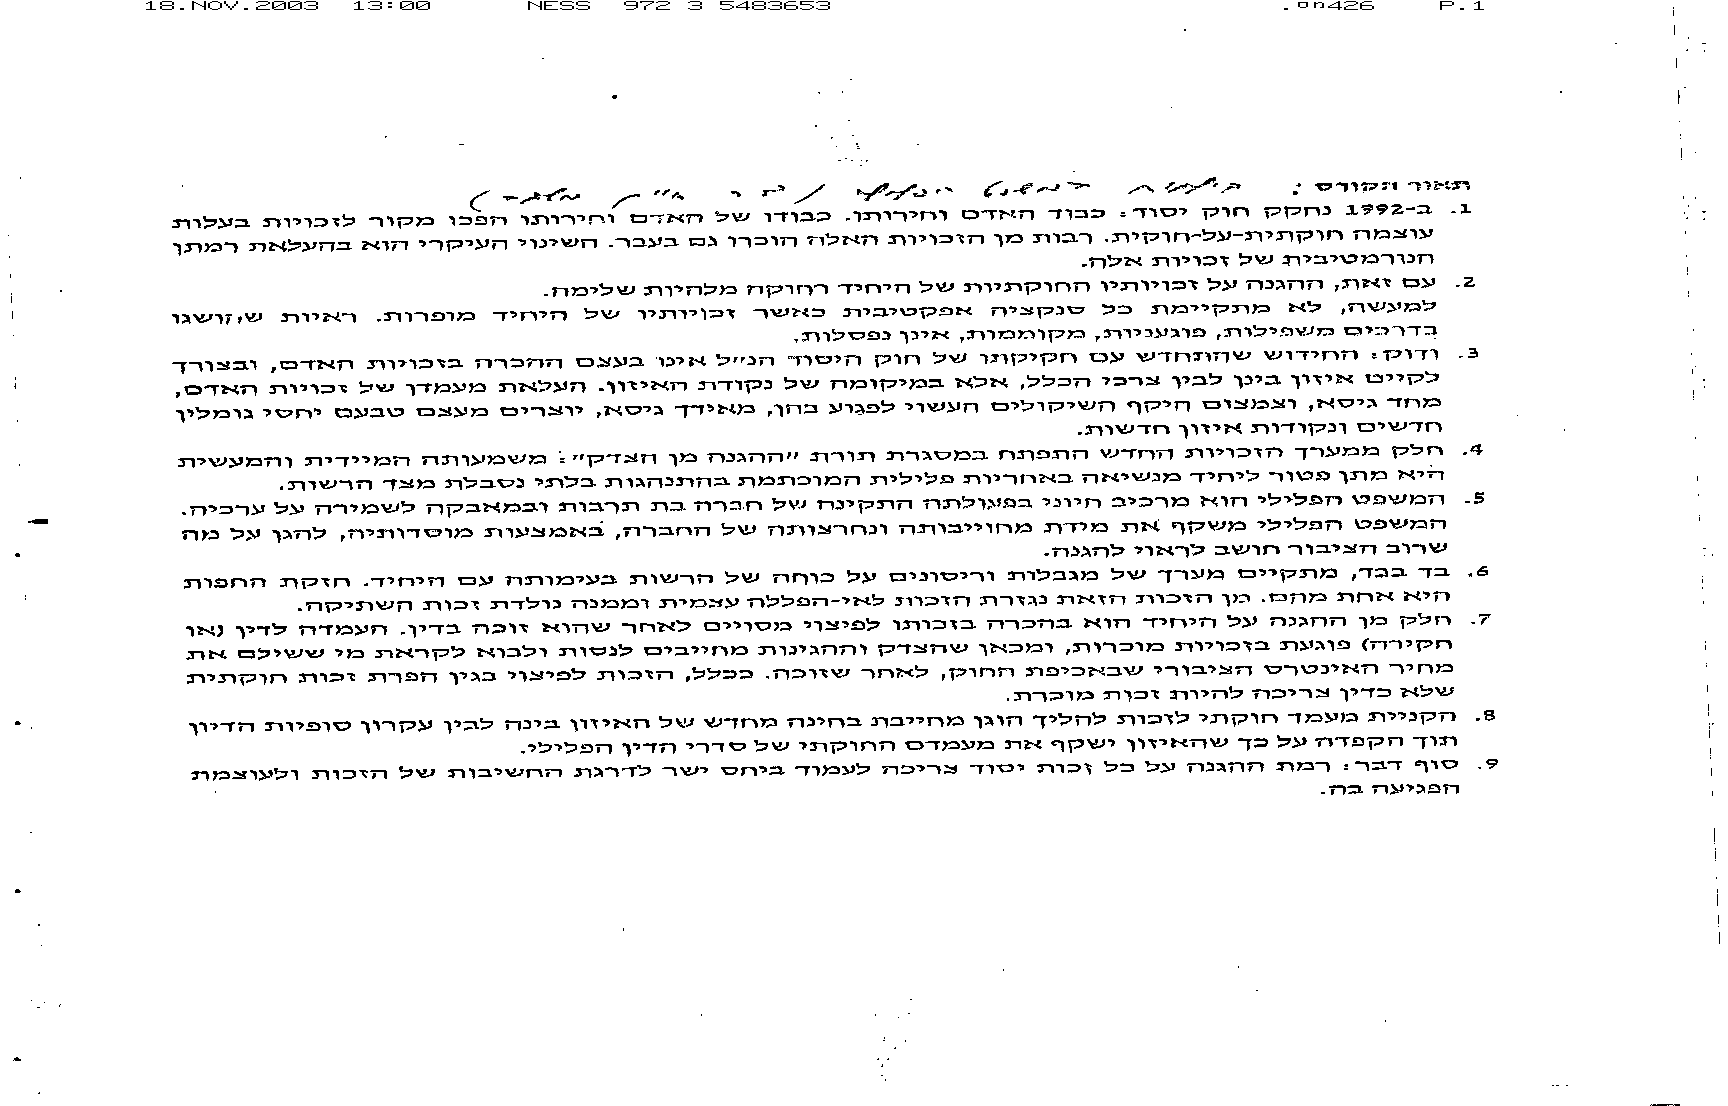 18.NOV.2003 13:00 NESS 972 3 5483653 P.1
תאור הקורס:
1. ב-1992 נחקק חוק יסוד: כבוד האדם וחירותו. כבודו של האדם וחירותו הפכו מקור לזכויות בעלות
עוצמה חוקתית-על-חוקית. רבות מן הזכויות האלה הוכרו גם בעבר. השינוי העיקרי הוא בהעלאת רמתן
הנורמטיבית של זכויות אלה.
2. עם זאת, ההגנה על זכויותיו החוקתיות של היחיד רחוקה מלהיות שלימה.
למעשה, לא מתקיימת כל סנקציה אפקטיבית כאשר זכויותיו של היחיד מופרות. ראיות שהושגו
בדרכים משפילות, פוגעניות, מקוממות, אינן נפסלות.
3. ודוק: החידוש שהתחדש עם חקיקתו של חוק היסוד הנ״ל אינו בעצם ההכרה בזכויות האדם, ובצורך
לקיים איזון בינן לבין צרכי הכלל, אלא במיקומה של נקודת האיזון. העלאת מעמדן של זכויות האדם,
מחד גיסא, וצמצום היקף השיקולים העשוי לפגוע בהן, מאידך גיסא, יוצרים מעצם טבעם יחסי גומלין
חדשים ונקודות איזון חדשות.
4. חלק ממערך הזכויות החדש התפתח במסגרת תורת ״ההגנה מן הצדק״: משמעותה המיידית והמעשית
היא מתן פטור ליחיד מנשיאה באחריות פלילית המוכתמת בהתנהגות בלתי נסבלת מצד הרשות.
5. המשפט הפלילי הוא מרכיב חיוני בפעולתה התקינה של חברה בת תרבות ובמאבקה לשמירה על ערכיה.
המשפט הפלילי משקף את מידת מחוייבותה ונחרצותה של החברה, באמצעות מוסדותיה, להגן על מה
שרוב הציבור חושב לראוי להגנה.
6. בד בבד, מתקיים מערך של מגבלות וריסונים על כוחה של הרשות בעימותה עם היחיד. חזקת החפות
היא אחת מהם. מן הזכות הזאת נגזרת הזכות לאי-הפללה עצמית וממנה נולדת זכות השתיקה.
7. חלק מן ההגנה על היחיד הוא בהכרה בזכותו לפיצוי מסויים לאחר שהוא זוכה בדין. העמדה לדין (או
חקירה) פוגעת בזכויות מוכרות, ומכאן שהצדק וההגינות מחייבים לנסות ולבוא לקראת מי ששילם את
מחיר האינטרס הציבורי שבאכיפת החוק, לאחר שזוכה. ככלל, הזכות לפיצוי בגין הפרת זכות חוקתית
שלא כדין צריכה להיות זכות מוכרת.
8. הקניית מעמד חוקתי לזכות להליך הוגן מחייבת בחינה מחדש של האיזון בינה לבין עקרון סופיות הדיון
תוך הקפדה על כך שהאיזון ישקף את מעמדם החוקתי של סדרי הדין הפלילי.
9. סוף דבר: רמת ההגנה על כל זכות יסוד צריכה לעמוד ביחס ישר לדרגת החשיבות של הזכות ולעוצמת
הפגיעה בה.